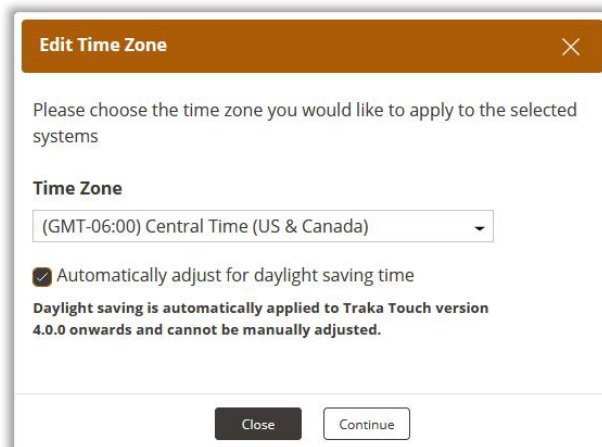 Edit Time Zone
Please choose the time zone you would like to apply to the selected
systems
Time Zone
(GMT-06:00) Central Time (US & Canada)
Automatically adjust for daylight saving time
Daylight saving is automatically applied to Traka Touch version
4.0.0 onwards and cannot be manually adjusted.
Close
Continue